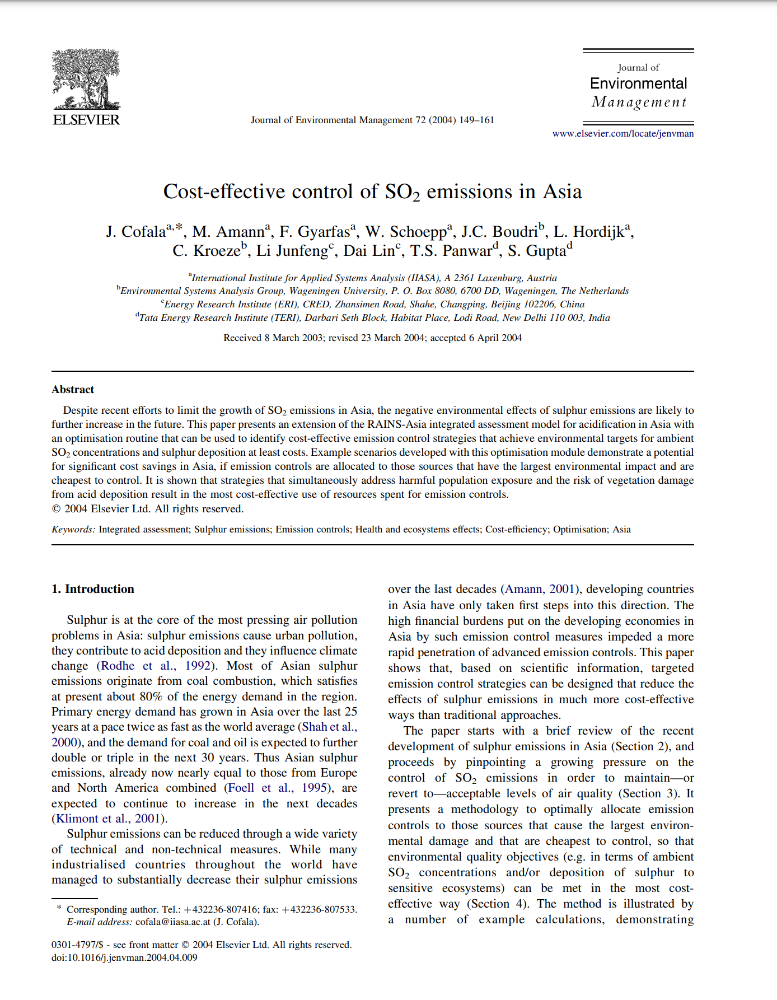 ELSEVIER
Journal of Environmental Management 72 (2004) 149–161
Journal of
Environmental
Management
www.elsevier.com/locate/jenvman
Cost-effective control of SO₂ emissions in Asia
J. Cofalaᵃ,*, M. Amannᵃ, F. Gyarfasᵃ, W. Schoeppᵃ, J.C. Boudriᵇ, L. Hordijkᵃ,
C. Kroezeᵇ, Li Junfengᶜ, Dai Linᶜ, T.S. Panwarᵈ, S. Guptaᵈ
ᵃInternational Institute for Applied Systems Analysis (IIASA), A 2361 Laxenburg, Austria
ᵇEnvironmental Systems Analysis Group, Wageningen University, P. O. Box 8080, 6700 DD, Wageningen, The Netherlands
ᶜEnergy Research Institute (ERI), CRED, Zhansimen Road, Shahe, Changping, Beijing 102206, China
ᵈTata Energy Research Institute (TERI), Darbari Seth Block, Habitat Place, Lodi Road, New Delhi 110 003, India
Received 8 March 2003; revised 23 March 2004; accepted 6 April 2004
Abstract
Despite recent efforts to limit the growth of SO₂ emissions in Asia, the negative environmental effects of sulphur emissions are likely to
further increase in the future. This paper presents an extension of the RAINS-Asia integrated assessment model for acidification in Asia with
an optimisation routine that can be used to identify cost-effective emission control strategies that achieve environmental targets for ambient
SO₂ concentrations and sulphur deposition at least costs. Example scenarios developed with this optimisation module demonstrate a potential
for significant cost savings in Asia, if emission controls are allocated to those sources that have the largest environmental impact and are
cheapest to control. It is shown that strategies that simultaneously address harmful population exposure and the risk of vegetation damage
from acid deposition result in the most cost-effective use of resources spent for emission controls.
© 2004 Elsevier Ltd. All rights reserved.
Keywords: Integrated assessment; Sulphur emissions; Emission controls; Health and ecosystems effects; Cost-efficiency; Optimisation; Asia
1. Introduction
Sulphur is at the core of the most pressing air pollution
problems in Asia: sulphur emissions cause urban pollution,
they contribute to acid deposition and they influence climate
change (Rodhe et al., 1992). Most of Asian sulphur
emissions originate from coal combustion, which satisfies
at present about 80% of the energy demand in the region.
Primary energy demand has grown in Asia over the last 25
years at a pace twice as fast as the world average (Shah et al.,
2000), and the demand for coal and oil is expected to further
double or triple in the next 30 years. Thus Asian sulphur
emissions, already now nearly equal to those from Europe
and North America combined (Foell et al., 1995), are
expected to continue to increase in the next decades
(Klimont et al., 2001).
Sulphur emissions can be reduced through a wide variety
of technical and non-technical measures. While many
industrialised countries throughout the world have
managed to substantially decrease their sulphur emissions
* Corresponding author. Tel.: +432236-807416; fax: +432236-807533.
E-mail address: cofala@iiasa.ac.at (J. Cofala).
0301-4797/$ - see front matter © 2004 Elsevier Ltd. All rights reserved.
doi:10.1016/j.jenvman.2004.04.009
over the last decades (Amann, 2001), developing countries
in Asia have only taken first steps into this direction. The
high financial burdens put on the developing economies in
Asia by such emission control measures impeded a more
rapid penetration of advanced emission controls. This paper
shows that, based on scientific information, targeted
emission control strategies can be designed that reduce the
effects of sulphur emissions in much more cost-effective
ways than traditional approaches.
The paper starts with a brief review of the recent
development of sulphur emissions in Asia (Section 2), and
proceeds by pinpointing a growing pressure on the
control of SO₂ emissions in order to maintain—or
revert to—acceptable levels of air quality (Section 3). It
presents a methodology to optimally allocate emission
controls to those sources that cause the largest environ-
mental damage and that are cheapest to control, so that
environmental quality objectives (e.g. in terms of ambient
SO₂ concentrations and/or deposition of sulphur to
sensitive ecosystems) can be met in the most cost-
effective way (Section 4). The method is illustrated by
a number of example calculations, demonstrating